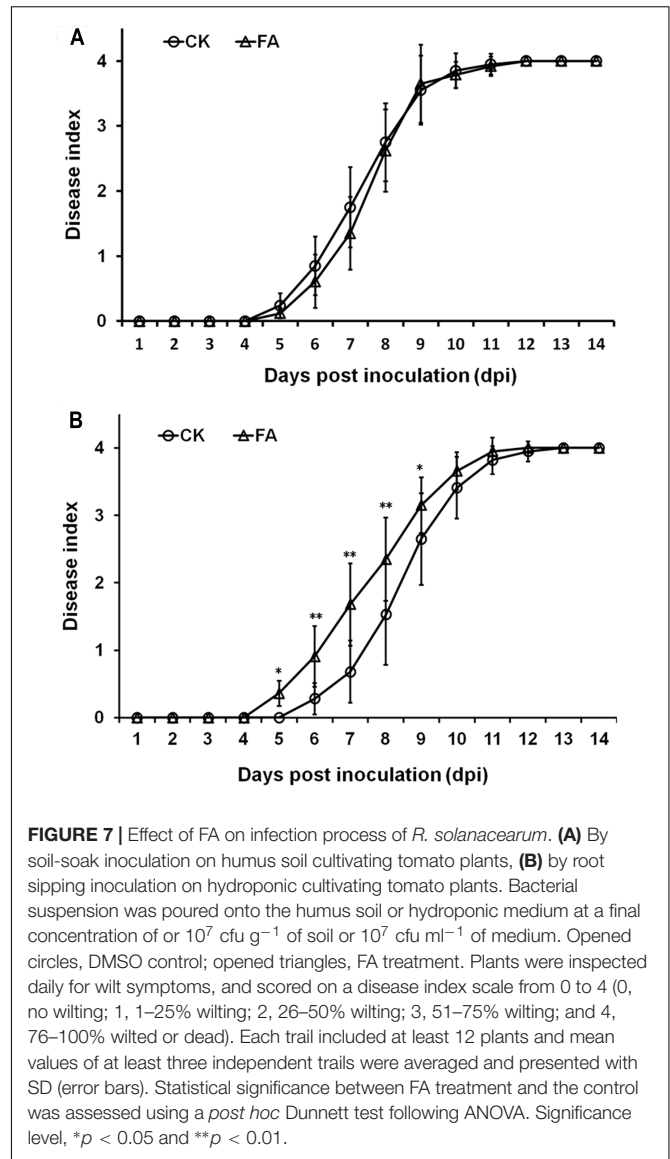 A
CK FA
Disease index
4
3
2
1
0
1 2 3 4 5 6 7 8 9 10 11 12 13 14
Days post inoculation (dpi)
B
CK FA
Disease index
4
3
2
1
0
* ** ** ** *
1 2 3 4 5 6 7 8 9 10 11 12 13 14
Days post inoculation (dpi)
FIGURE 7 | Effect of FA on infection process of R. solanacearum. (A) By
soil-soak inoculation on humus soil cultivating tomato plants, (B) by root
sipping inoculation on hydroponic cultivating tomato plants. Bacterial
suspension was poured onto the humus soil or hydroponic medium at a final
concentration of or 10⁷ cfu g⁻¹ of soil or 10⁷ cfu ml⁻¹ of medium. Opened
circles, DMSO control; opened triangles, FA treatment. Plants were inspected
daily for wilt symptoms, and scored on a disease index scale from 0 to 4 (0,
no wilting; 1, 1–25% wilting; 2, 26–50% wilting; 3, 51–75% wilting; and 4,
76–100% wilted or dead). Each trail included at least 12 plants and mean
values of at least three independent trails were averaged and presented with
SD (error bars). Statistical significance between FA treatment and the control
was assessed using a post hoc Dunnett test following ANOVA. Significance
level, *p < 0.05 and **p < 0.01.